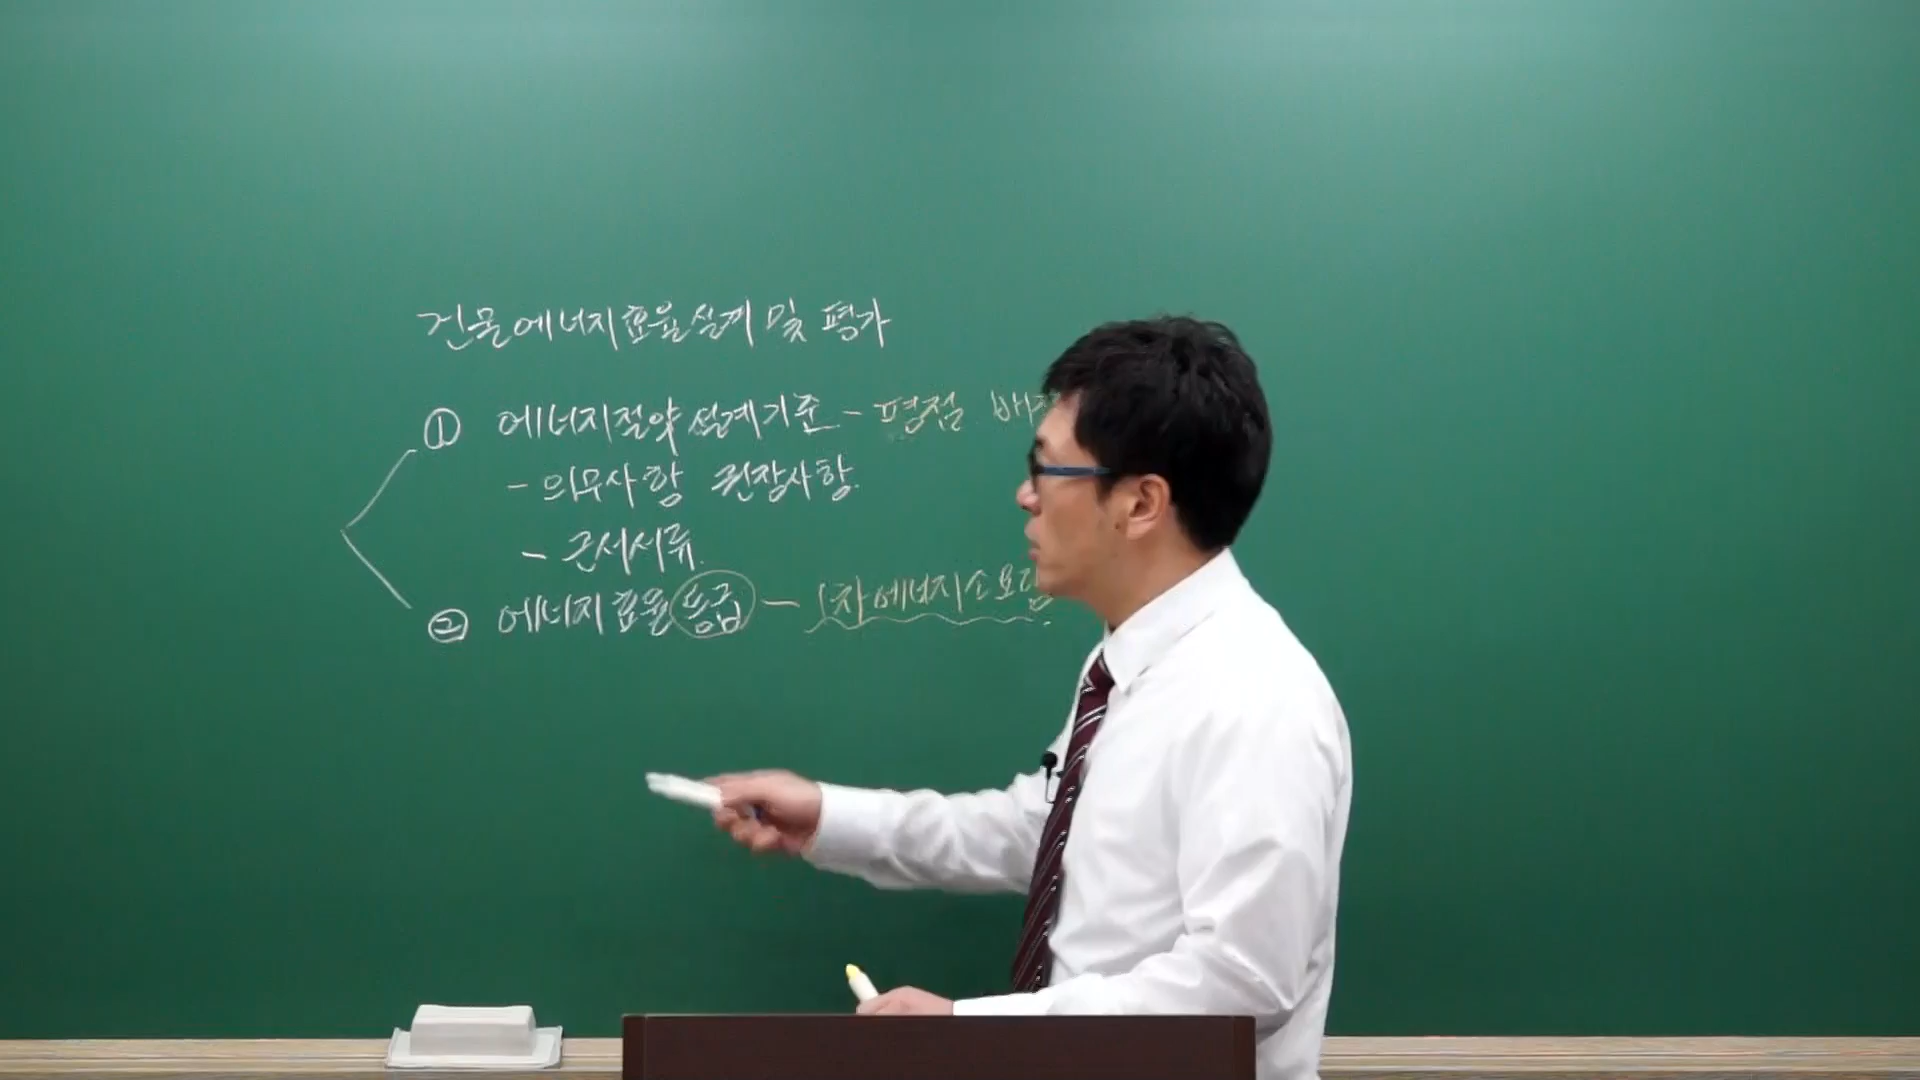 건물에너지효율설계 및 평가
① 에너지절약설계기준 - 평점
- 의무사항 권장사항.
- 근거서류.
② 에너지효율등급 - 1차에너지소요량